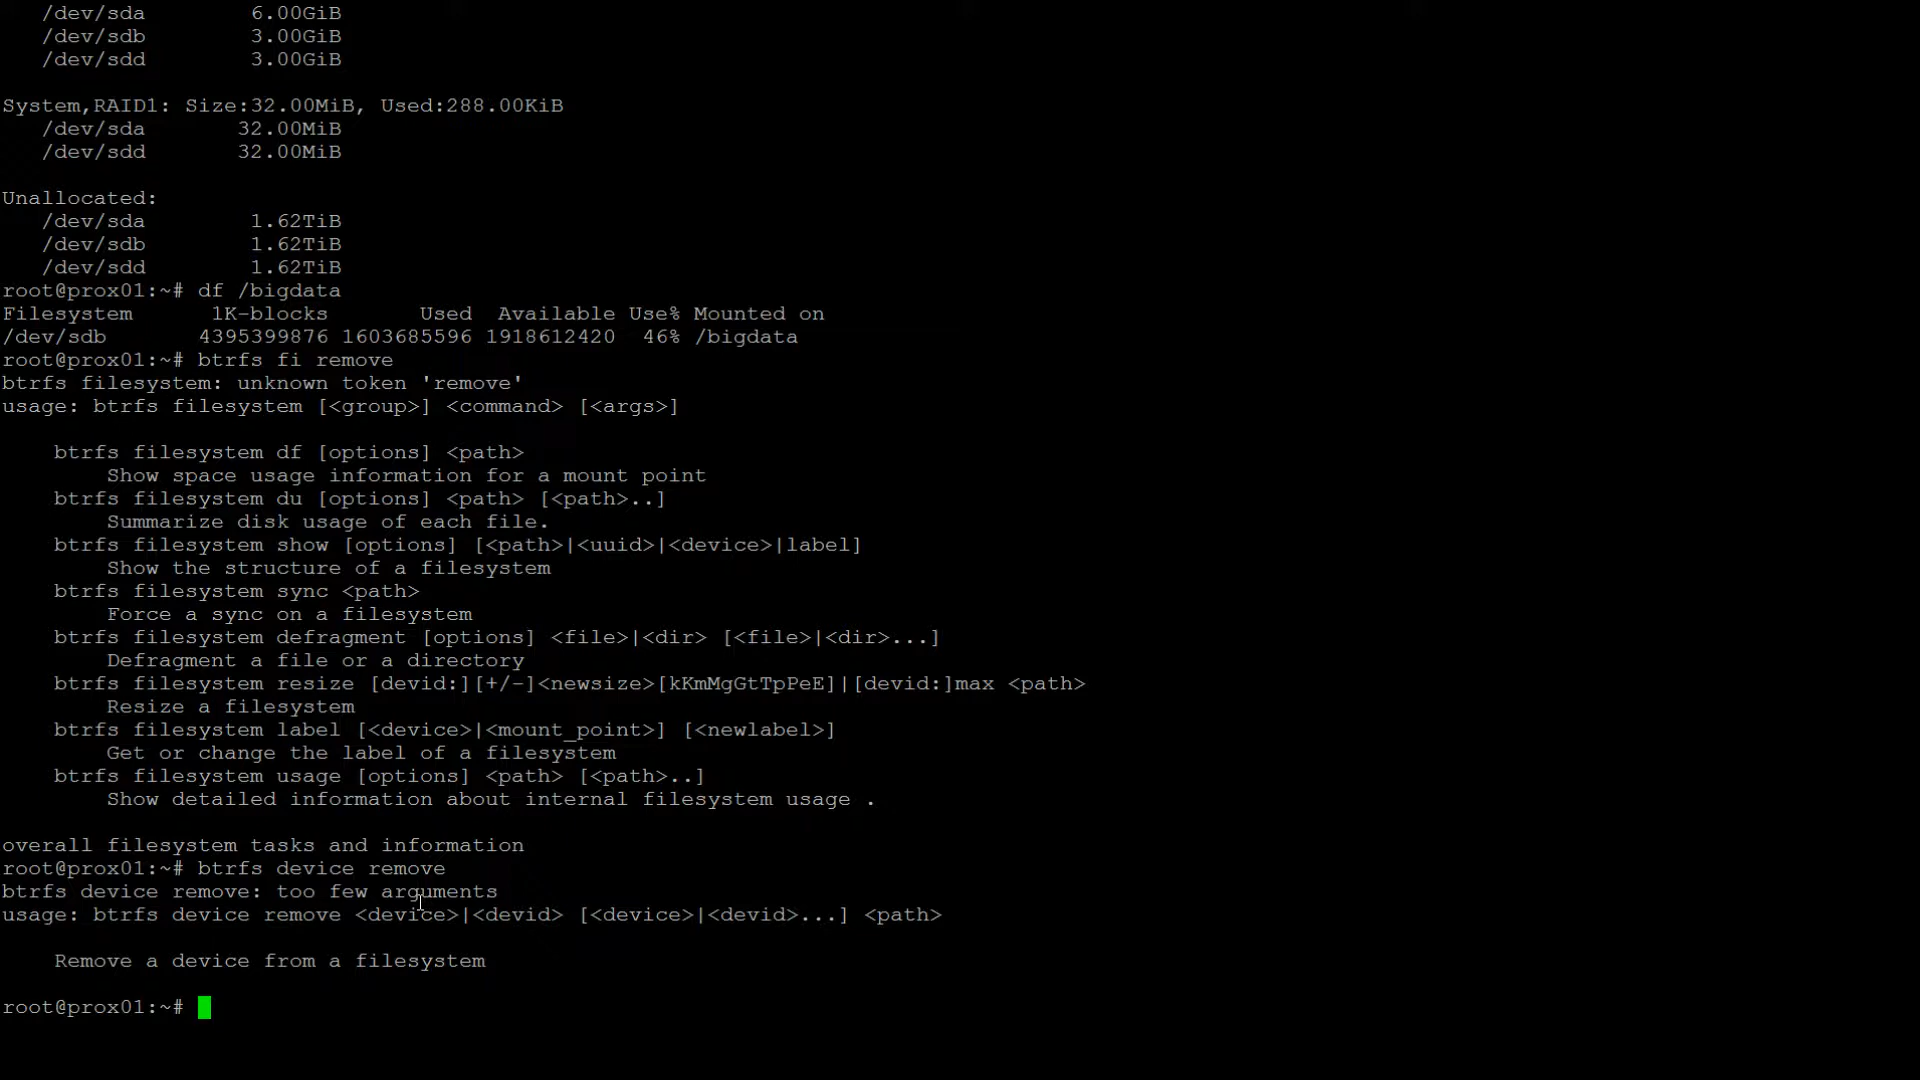 /dev/sda 6.00GiB
/dev/sdb 3.00GiB
/dev/sdd 3.00GiB
System,RAID1: Size:32.00MiB, Used:288.00KiB
/dev/sda 32.00MiB
/dev/sdd 32.00MiB
Unallocated:
/dev/sda 1.62TiB
/dev/sdb 1.62TiB
/dev/sdd 1.62TiB
root@prox01:~# df /bigdata
Filesystem 1K-blocks Used Available Use% Mounted on
/dev/sdb 4395399876 1603685596 1918612420 46% /bigdata
root@prox01:~# btrfs fi remove
btrfs filesystem: unknown token 'remove'
usage: btrfs filesystem [<group>] <command> [<args>]
btrfs filesystem df [options] <path>
Show space usage information for a mount point
btrfs filesystem du [options] <path> [<path>..]
Summarize disk usage of each file.
btrfs filesystem show [options] [<path>|<uuid>|<device>|label]
Show the structure of a filesystem
btrfs filesystem sync <path>
Force a sync on a filesystem
btrfs filesystem defragment [options] <file>|<dir> [<file>|<dir>...]
Defragment a file or a directory
btrfs filesystem resize [devid:][+/-]<newsize>[kKmMgGtTpPeE]|[devid:]max <path>
Resize a filesystem
btrfs filesystem label [<device>|<mount_point>] [<newlabel>]
Get or change the label of a filesystem
btrfs filesystem usage [options] <path> [<path>..]
Show detailed information about internal filesystem usage .
overall filesystem tasks and information
root@prox01:~# btrfs device remove
btrfs device remove: too few arguments
usage: btrfs device remove <device>|<devid> [<device>|<devid>...] <path>
Remove a device from a filesystem
root@prox01:~#